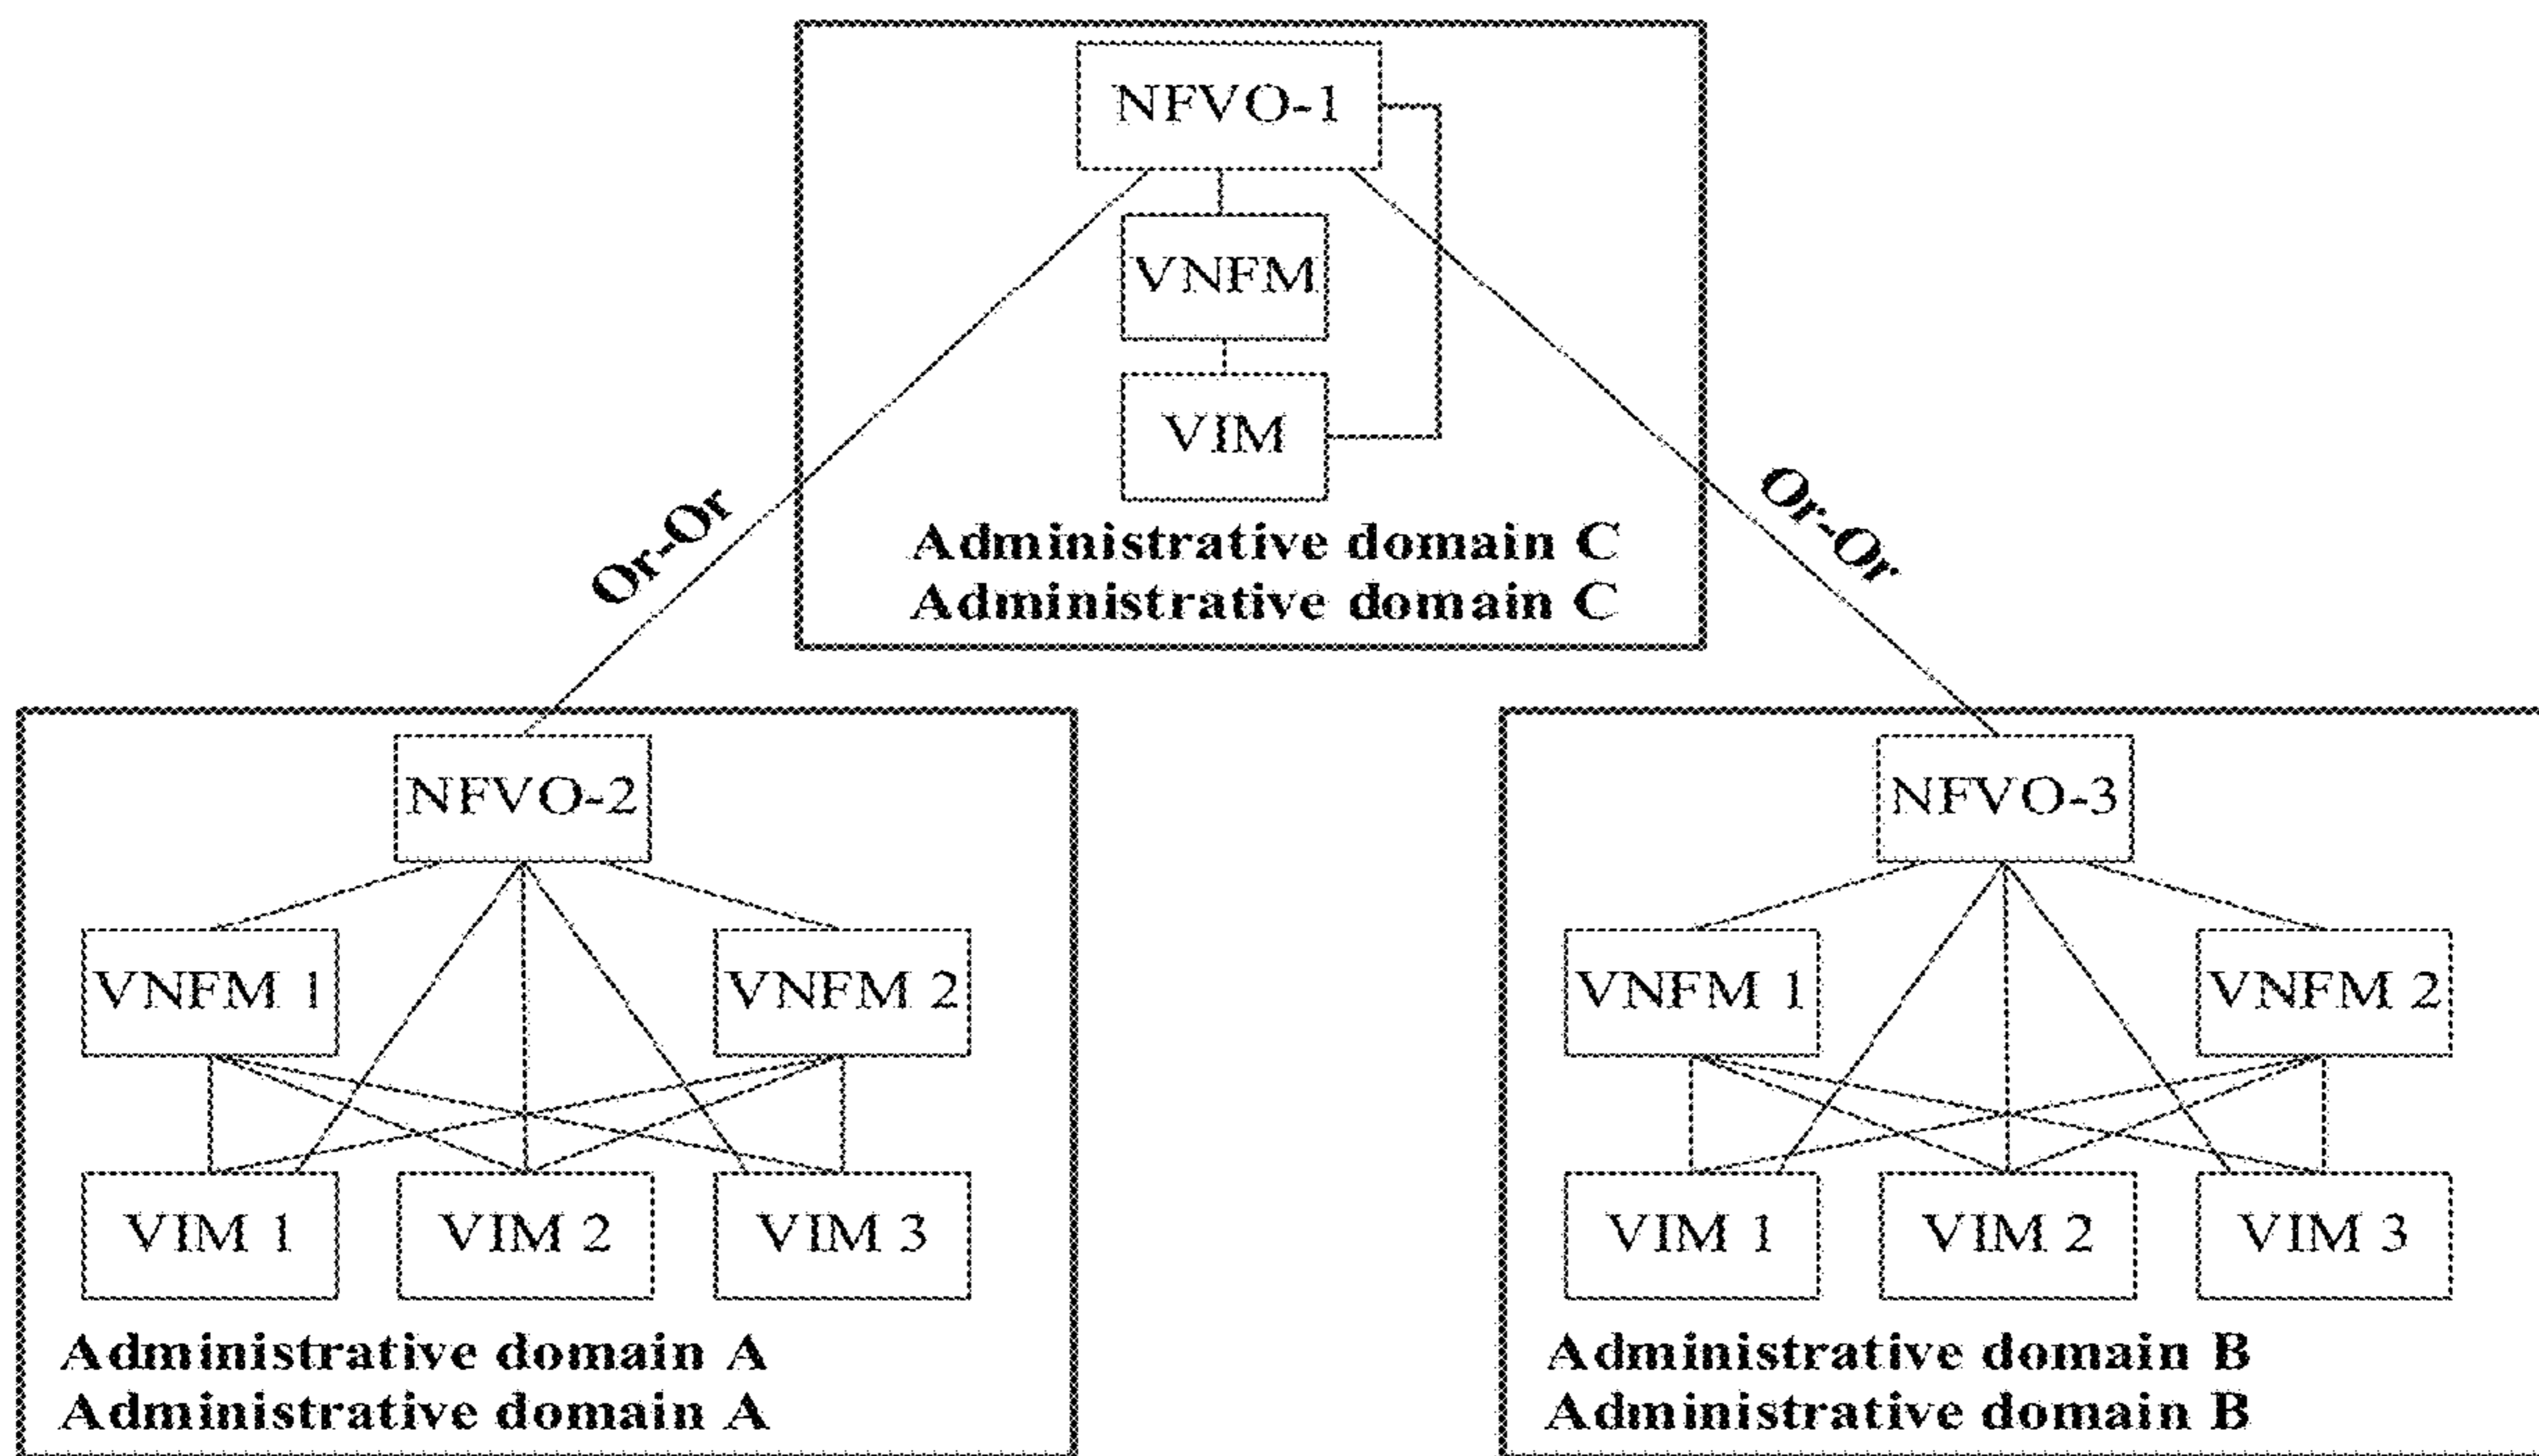 NFVO-1
VNFM
VIM
Or-Or
Or-Or
Administrative domain C
Administrative domain C
NFVO-2
VNFM 1
VNFM 2
VIM 1
VIM 2
VIM 3
Administrative domain A
Administrative domain A
NFVO-3
VNFM 1
VNFM 2
VIM 1
VIM 2
VIM 3
Administrative domain B
Administrative domain B